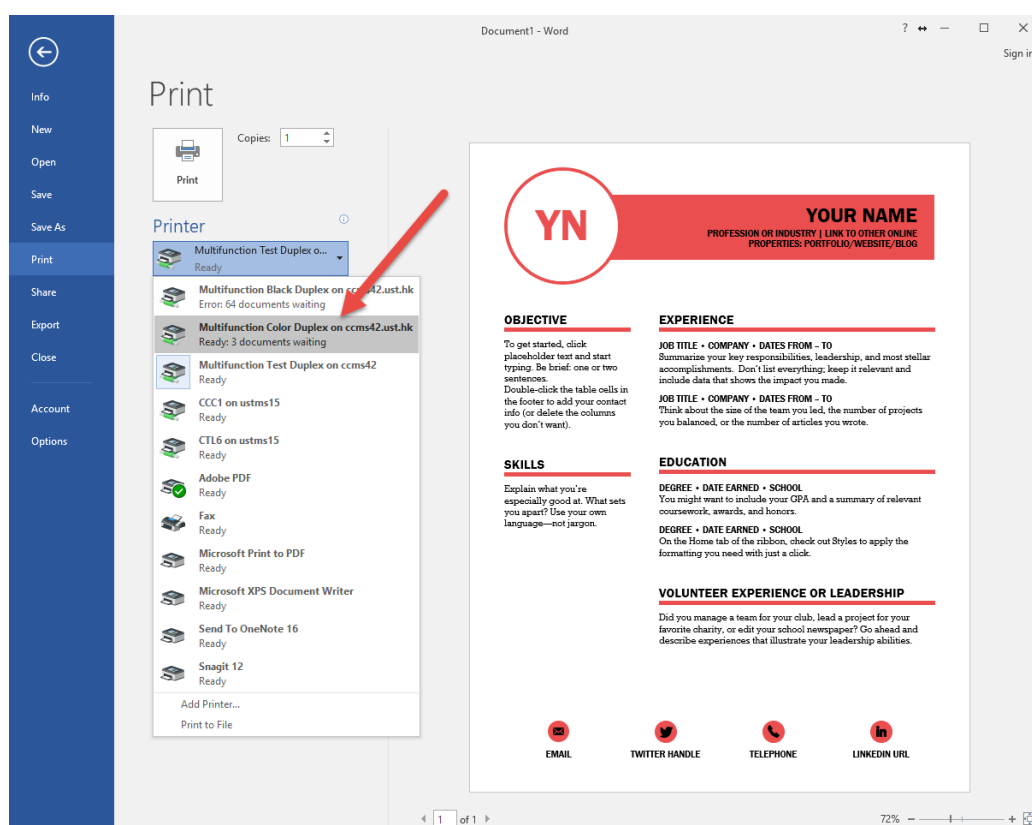 Document1 - Word
?
Sign in
Info
New
Open
Save
Save As
Print
Share
Export
Close
Account
Options
Print
Copies: 1
Print
Printer
Multifunction Test Duplex o...
Ready
Multifunction Black Duplex on ccms42.ust.hk
Error: 64 documents waiting
Multifunction Color Duplex on ccms42.ust.hk
Ready: 3 documents waiting
Multifunction Test Duplex on ccms42
Ready
CCC1 on ustms15
Ready
CTL6 on ustms15
Ready
Adobe PDF
Ready
Fax
Ready
Microsoft Print to PDF
Ready
Microsoft XPS Document Writer
Ready
Send To OneNote 16
Ready
Snagit 12
Ready
Add Printer...
Print to File
YN
YOUR NAME
PROFESSION OR INDUSTRY | LINK TO OTHER ONLINE
PROPERTIES: PORTFOLIO/WEBSITE/BLOG
OBJECTIVE
To get started, click
placeholder text and start
typing. Be brief: one or two
sentences.
Double-click the table cells in
the footer to add your contact
info (or delete the columns
you don't want).
SKILLS
Explain what you're
especially good at. What sets
you apart? Use your own
language—not jargon.
EXPERIENCE
JOB TITLE • COMPANY • DATES FROM – TO
Summarize your key responsibilities, leadership, and most stellar
accomplishments. Don't list everything; keep it relevant and
include data that shows the impact you made.
JOB TITLE • COMPANY • DATES FROM – TO
Think about the size of the team you led, the number of projects
you balanced, or the number of articles you wrote.
EDUCATION
DEGREE • DATE EARNED • SCHOOL
You might want to include your GPA and a summary of relevant
coursework, awards, and honors.
DEGREE • DATE EARNED • SCHOOL
On the Home tab of the ribbon, check out Styles to apply the
formatting you need with just a click.
VOLUNTEER EXPERIENCE OR LEADERSHIP
Did you manage a team for your club, lead a project for your
favorite charity, or edit your school newspaper? Go ahead and
describe experiences that illustrate your leadership abilities.
in
EMAIL
TWITTER HANDLE
TELEPHONE
LINKEDIN URL
1 of 1
72%